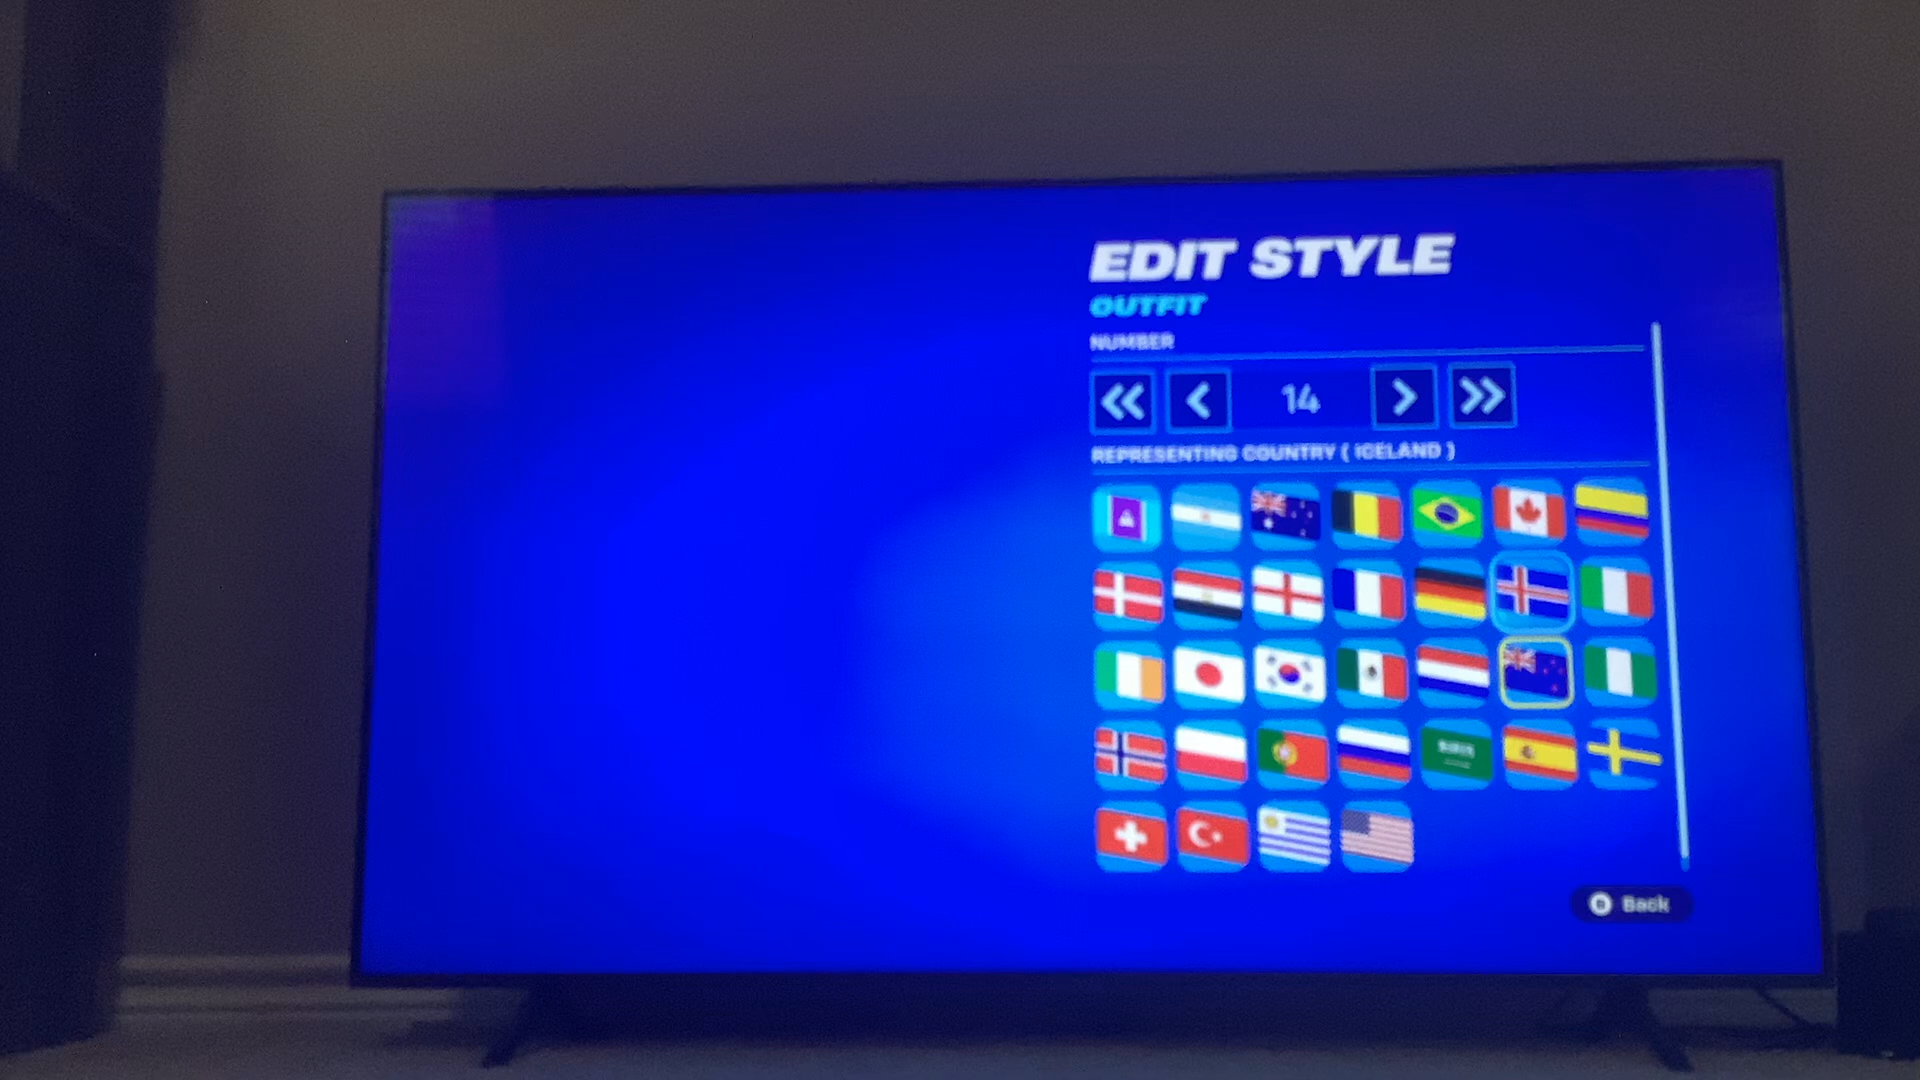 EDIT STYLE
OUTFIT
NUMBER
14
REPRESENTING COUNTRY ( ICELAND )
B Back